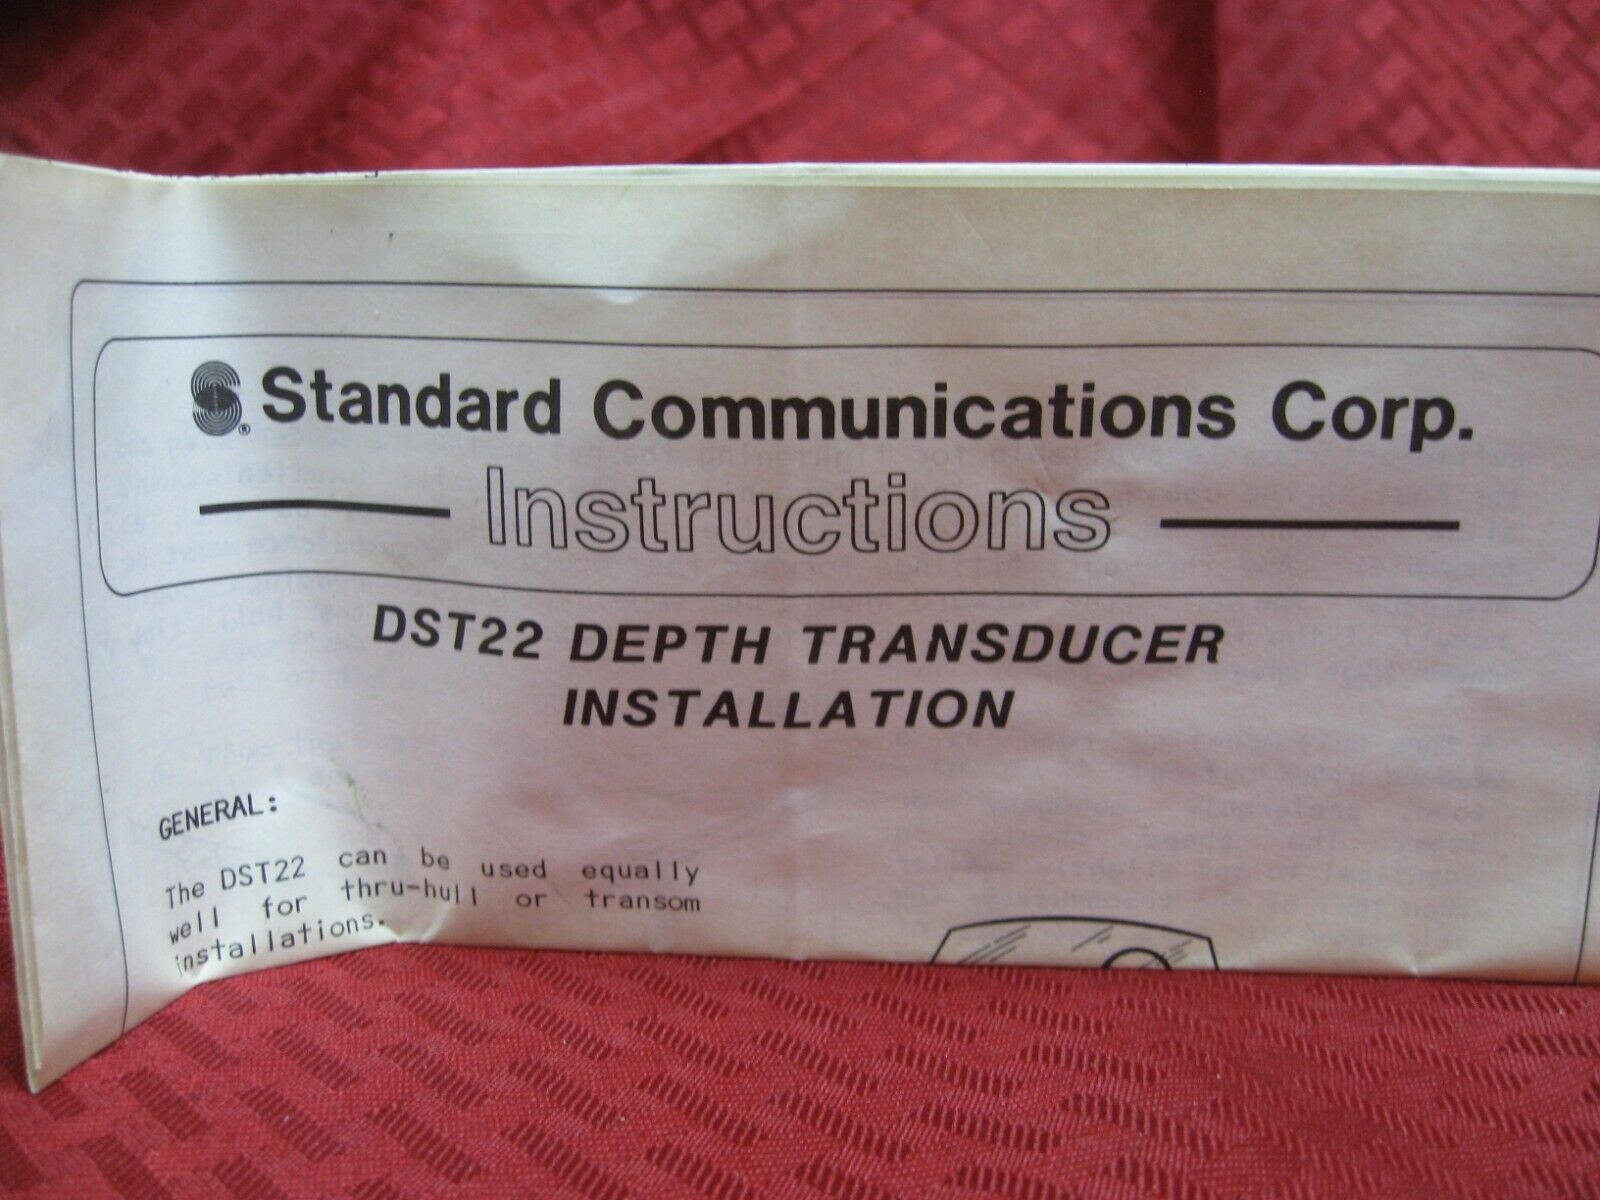 Standard Communications Corp.
Instructions
DST22 DEPTH TRANSDUCER
INSTALLATION
GENERAL:
The DST22 can be used equally
well for thru-hull or transom
installations.